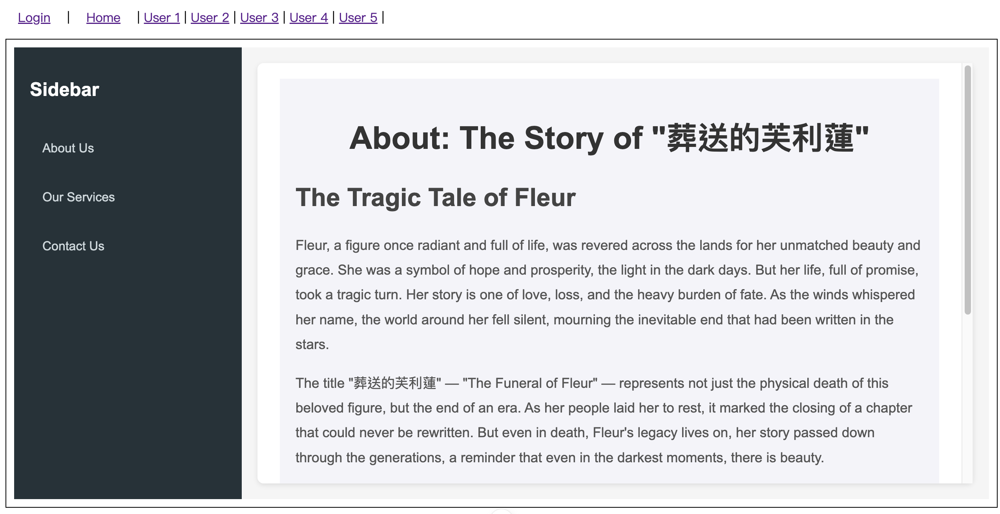 Login | Home | User 1 | User 2 | User 3 | User 4 | User 5 |
Sidebar
About Us
Our Services
Contact Us
About: The Story of "葬送的芙利蓮"
The Tragic Tale of Fleur
Fleur, a figure once radiant and full of life, was revered across the lands for her unmatched beauty and
grace. She was a symbol of hope and prosperity, the light in the dark days. But her life, full of promise,
took a tragic turn. Her story is one of love, loss, and the heavy burden of fate. As the winds whispered
her name, the world around her fell silent, mourning the inevitable end that had been written in the
stars.
The title "葬送的芙利蓮" — "The Funeral of Fleur" — represents not just the physical death of this
beloved figure, but the end of an era. As her people laid her to rest, it marked the closing of a chapter
that could never be rewritten. But even in death, Fleur's legacy lives on, her story passed down
through the generations, a reminder that even in the darkest moments, there is beauty.